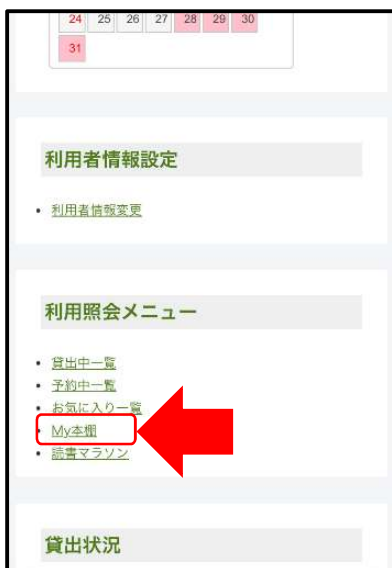 24 25 26 27 28 29 30
31
利用者情報設定
• 利用者情報変更
利用照会メニュー
• 貸出中一覧
• 予約中一覧
• お気に入り一覧
• My本棚
• 読書マラソン
貸出状況